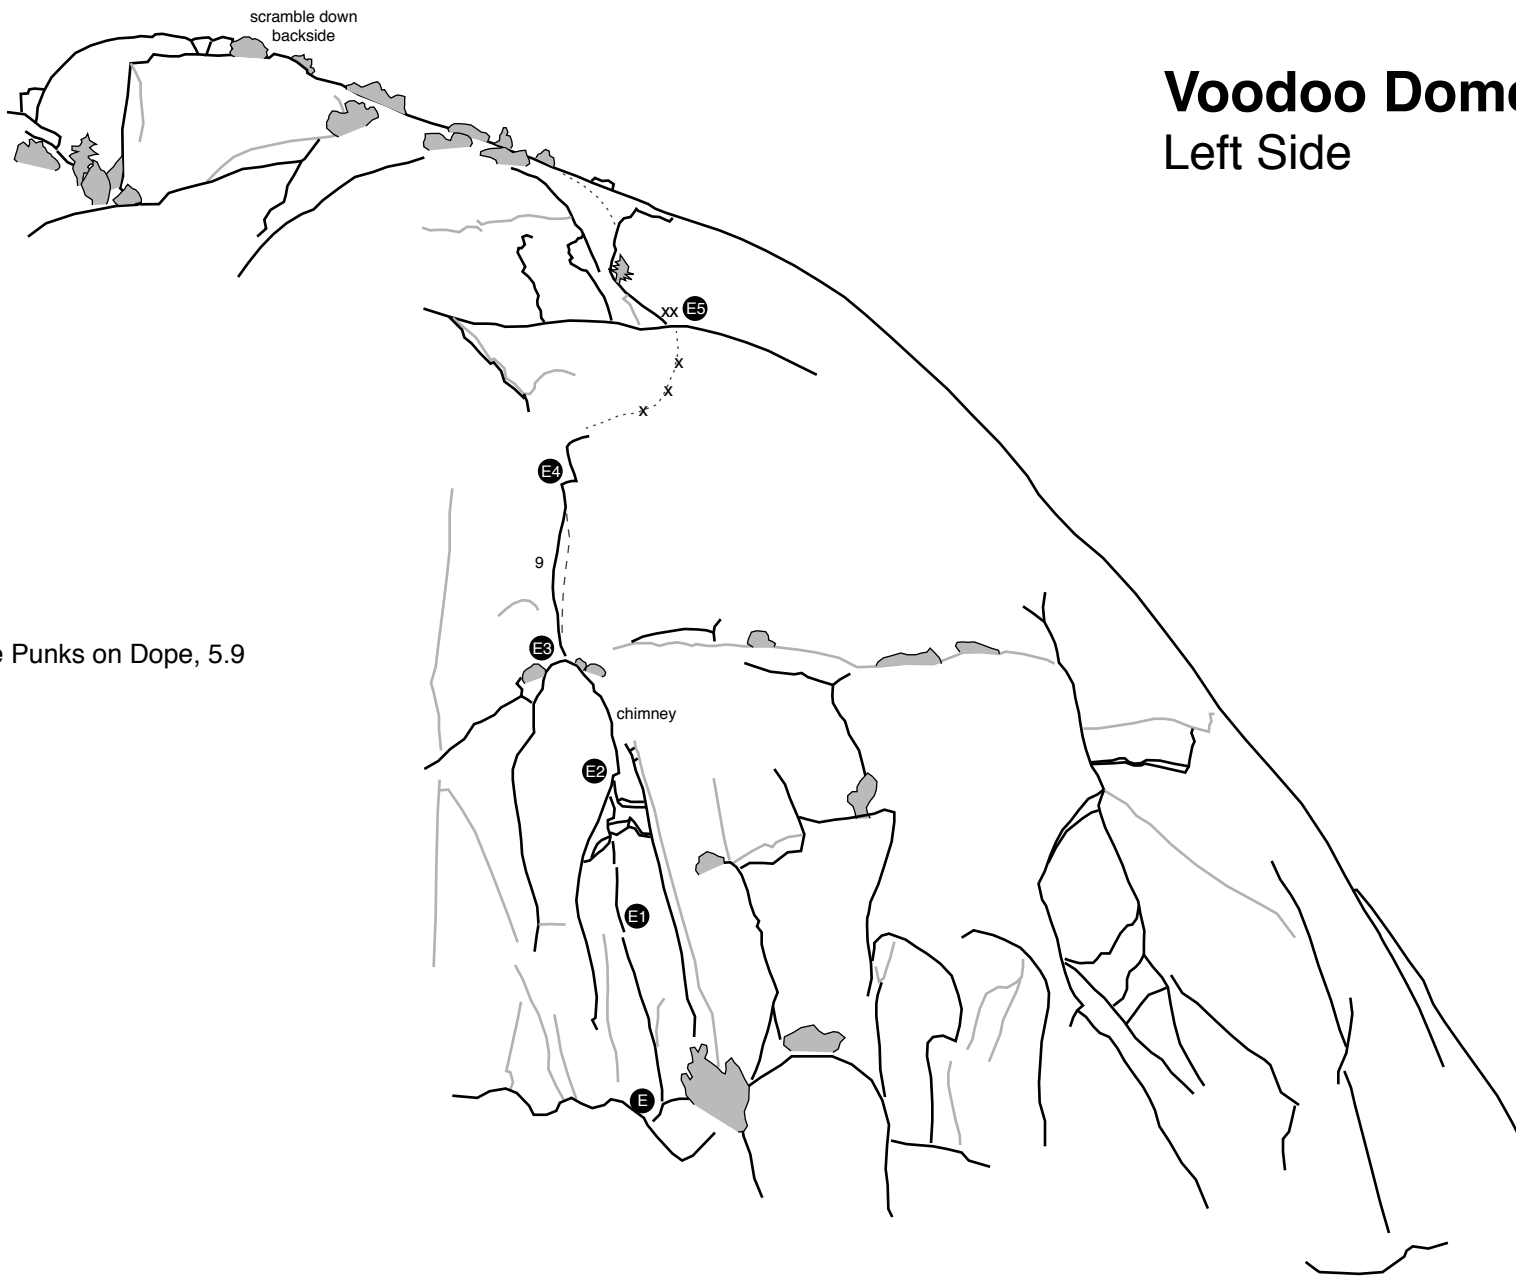 scramble down
backside
Voodoo Dome
Left Side
xx E5
x
x
x
E4
9
E3
e Punks on Dope, 5.9
chimney
E2
E1
E